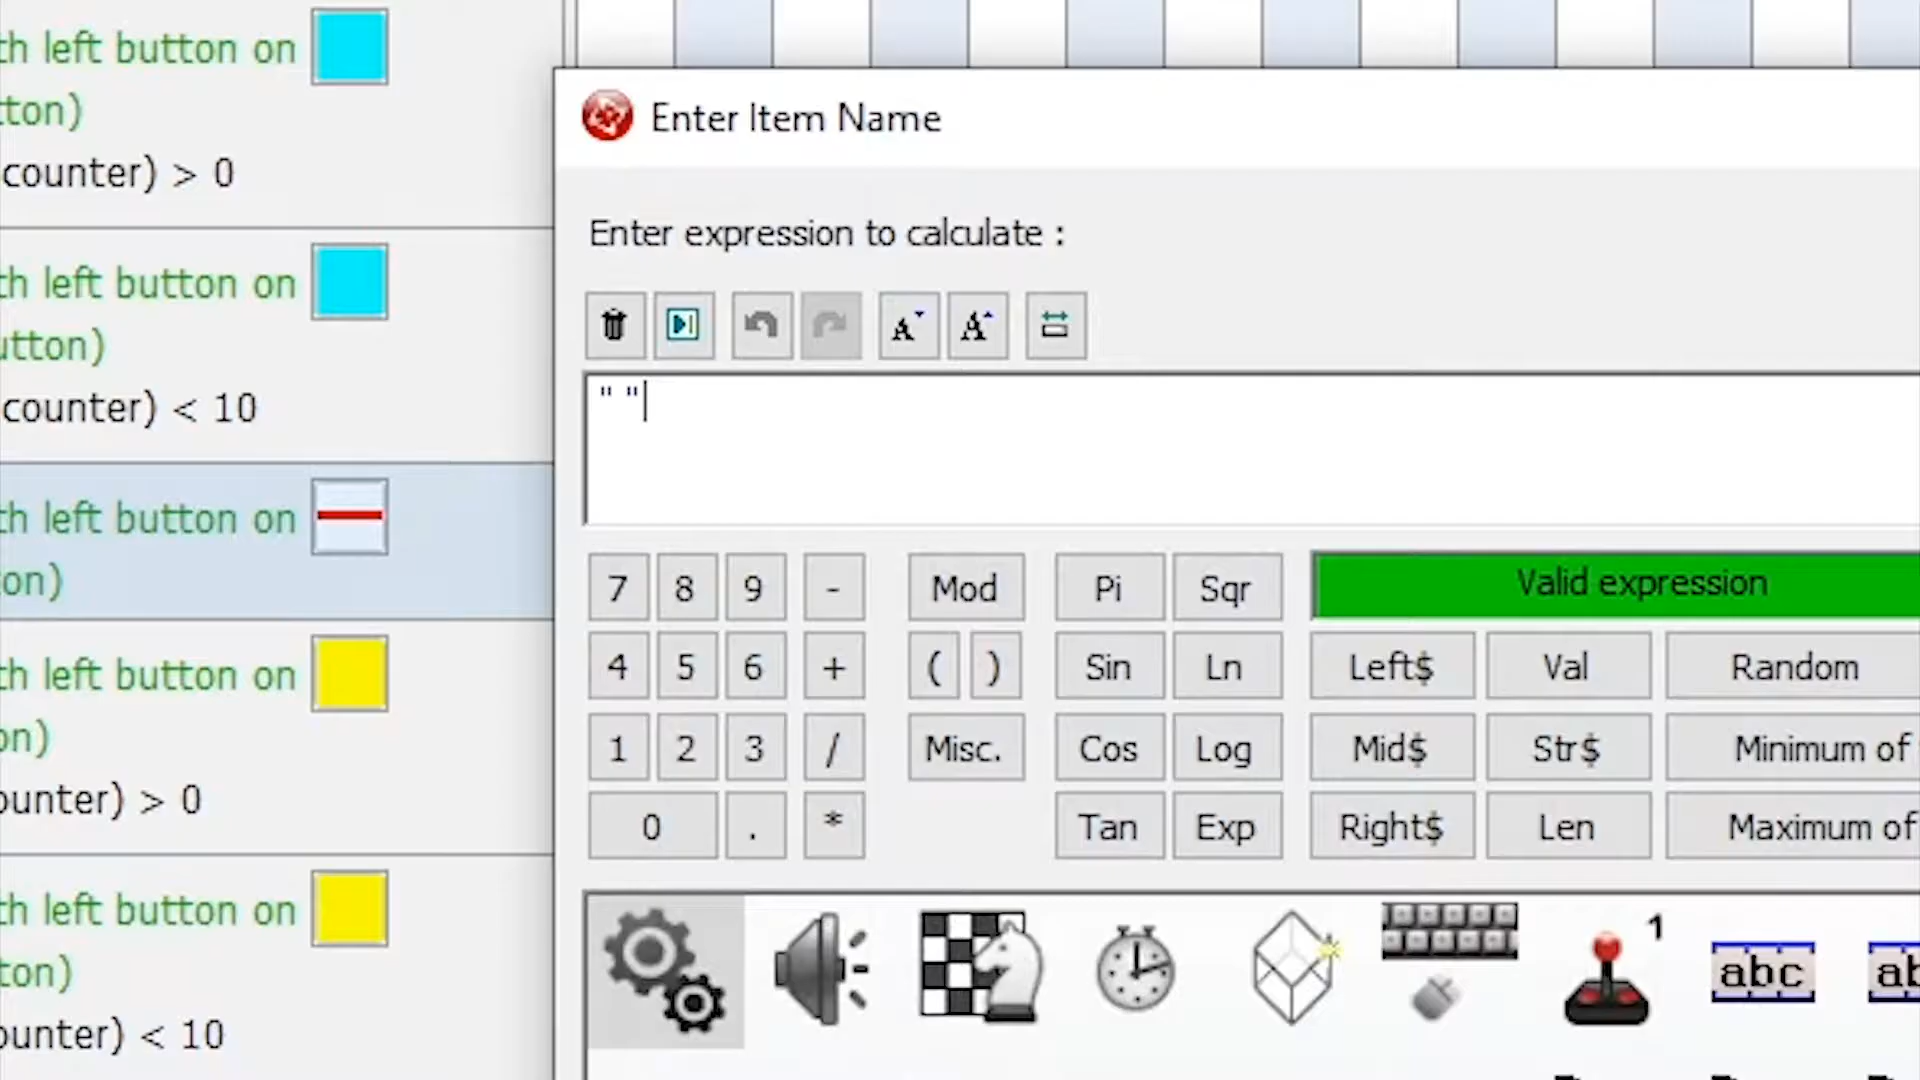 th left button on
tton)
counter) > 0
th left button on
utton)
counter) < 10
th left button on
on)
th left button on
on)
ounter) > 0
th left button on
ton)
ounter) < 10
Enter Item Name
Enter expression to calculate :
A A
" "
7 8 9 - Mod Pi Sqr Valid expression
4 5 6 + ( ) Sin Ln Left$ Val Random
1 2 3 / Misc. Cos Log Mid$ Str$ Minimum of
0 . * Tan Exp Right$ Len Maximum of
1
abc ab